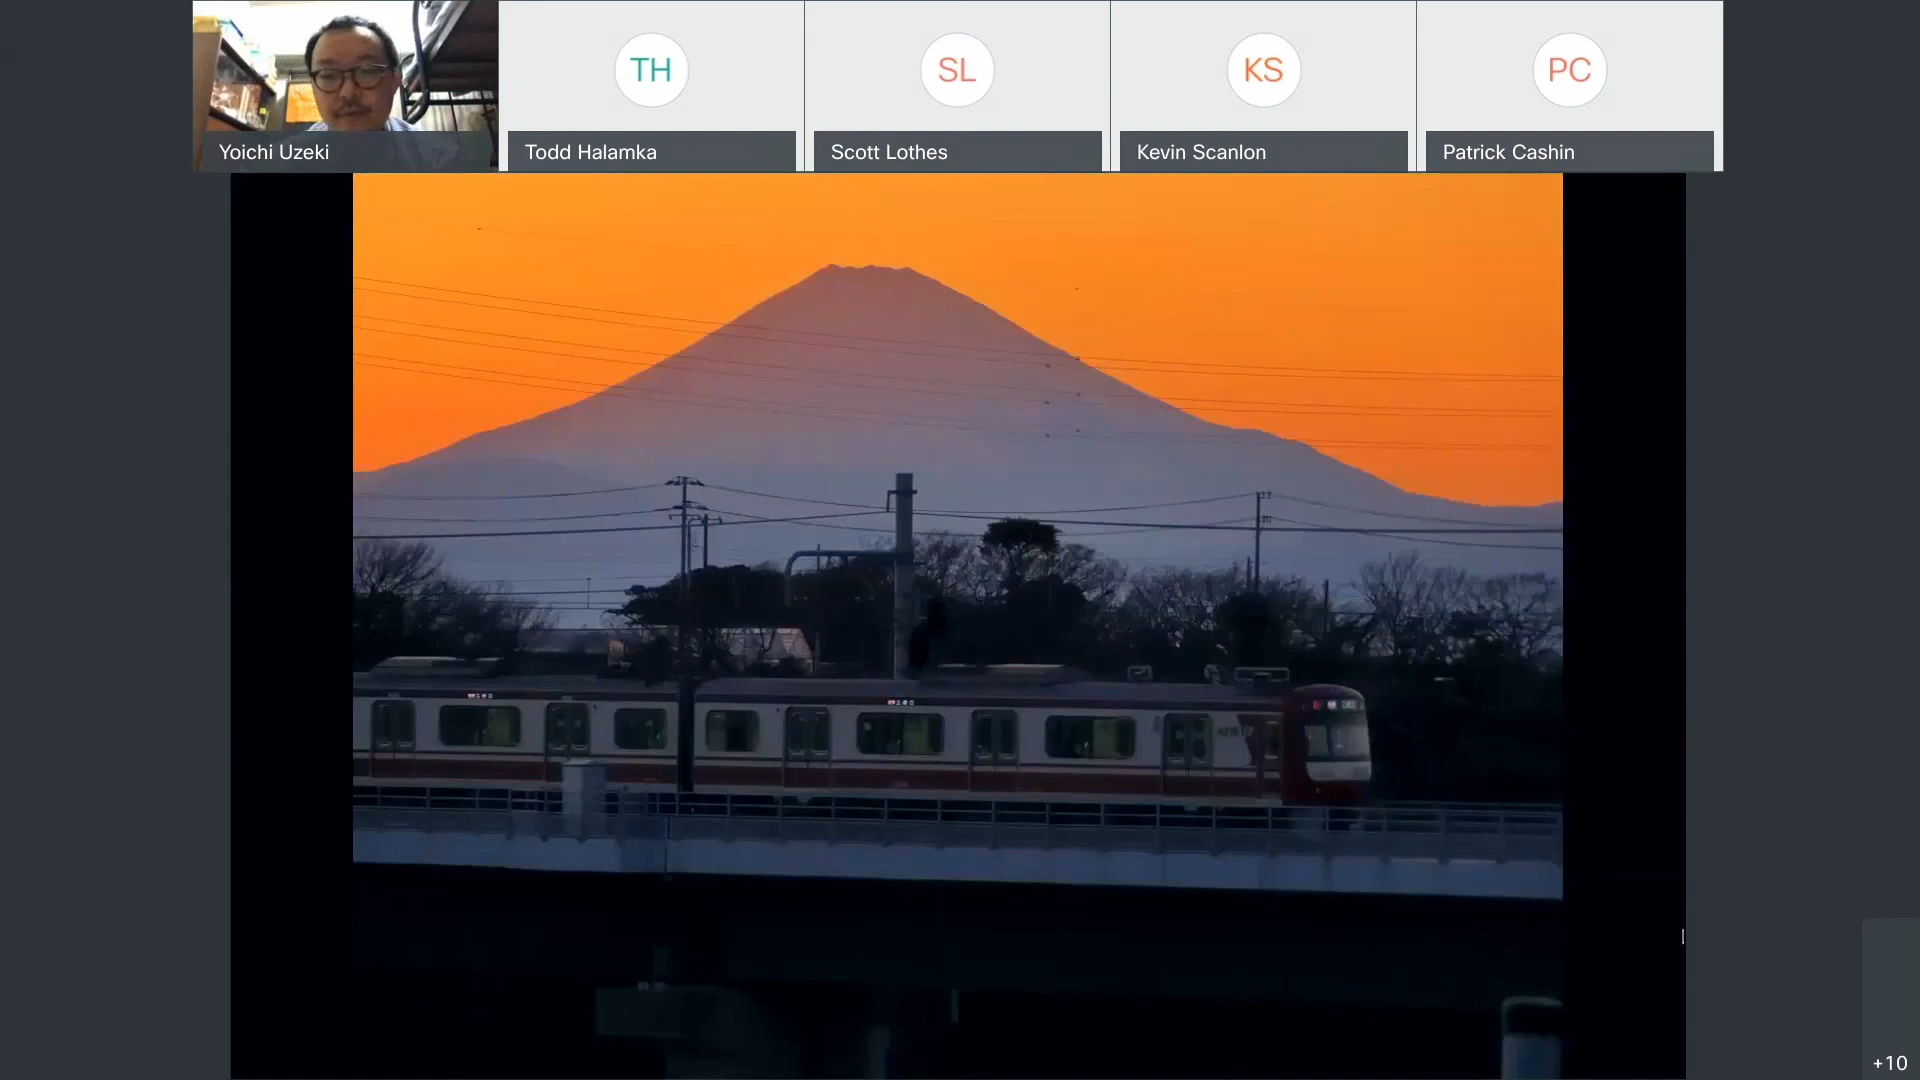 TH
SL
KS
PC
Yoichi Uzeki
Todd Halamka
Scott Lothes
Kevin Scanlon
Patrick Cashin
+10